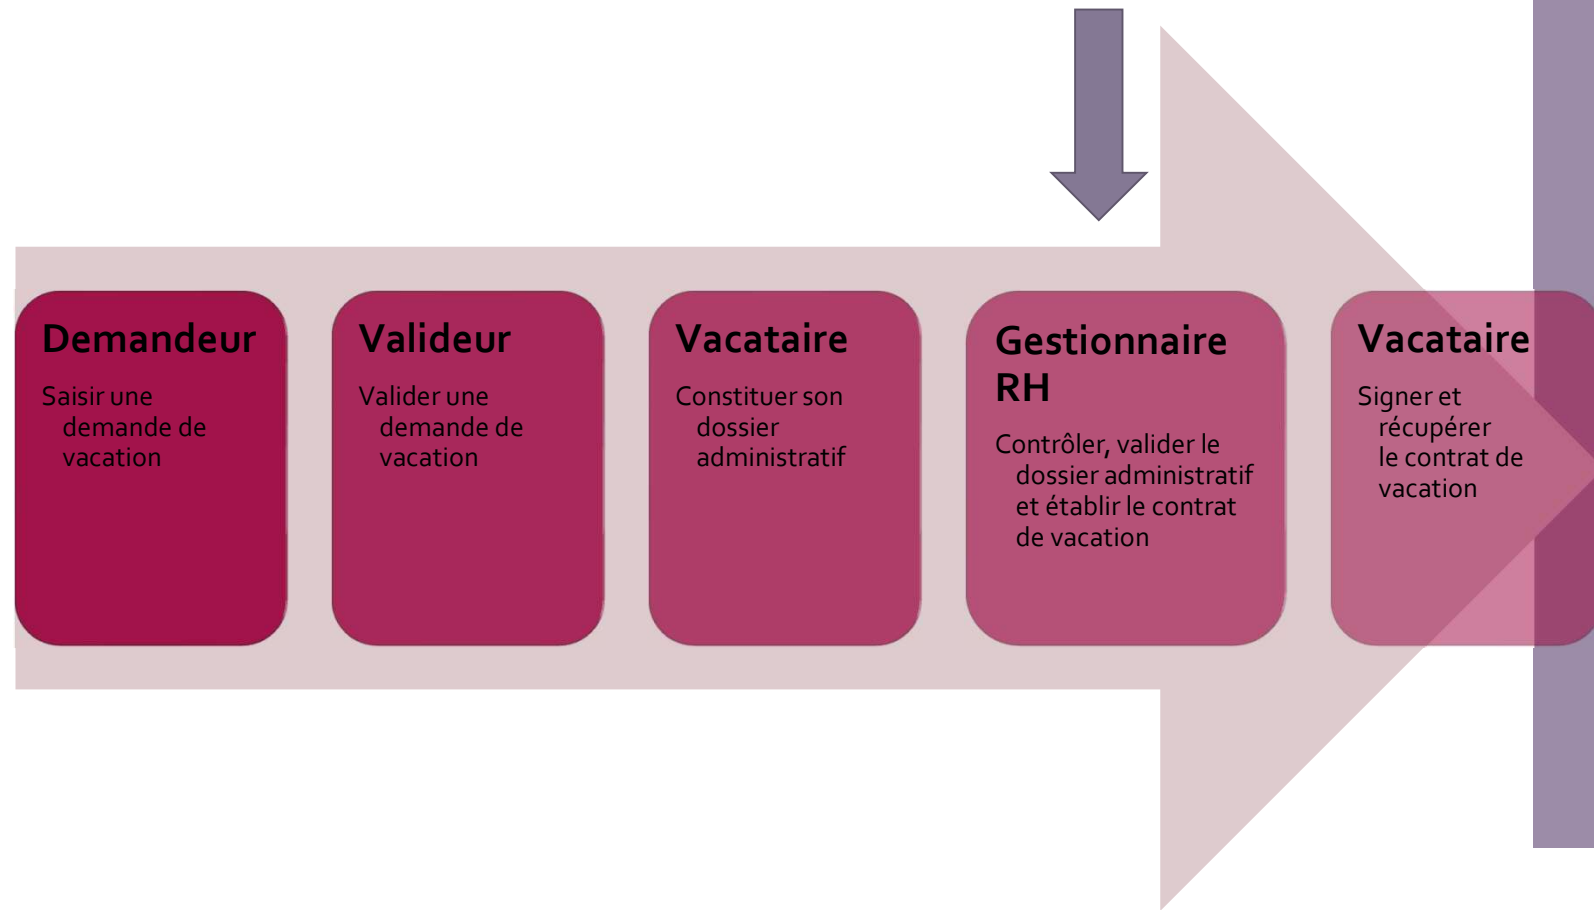 Demandeur
Saisir une
demande de
vacation
Valideur
Valider une
demande de
vacation
Vacataire
Constituer son
dossier
administratif
Gestionnaire
RH
Contrôler, valider le
dossier administratif
et établir le contrat
de vacation
Vacataire
Signer et
récupérer
le contrat de
vacation